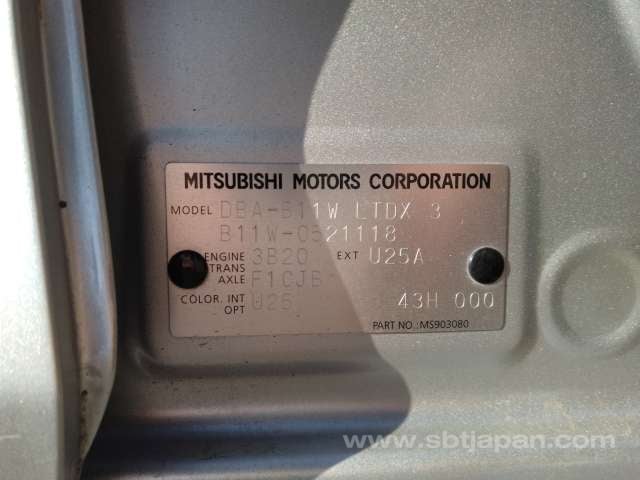 MITSUBISHI MOTORS CORPORATION
MODEL DBA-B11W LTDX 3
B11W-0521118
ENGINE 3B20 EXT U25A
TRANS AXLE F1CJB
COLOR. INT OPT U25 43H 000
PART NO.:MS903080
www.sbtjapan.com